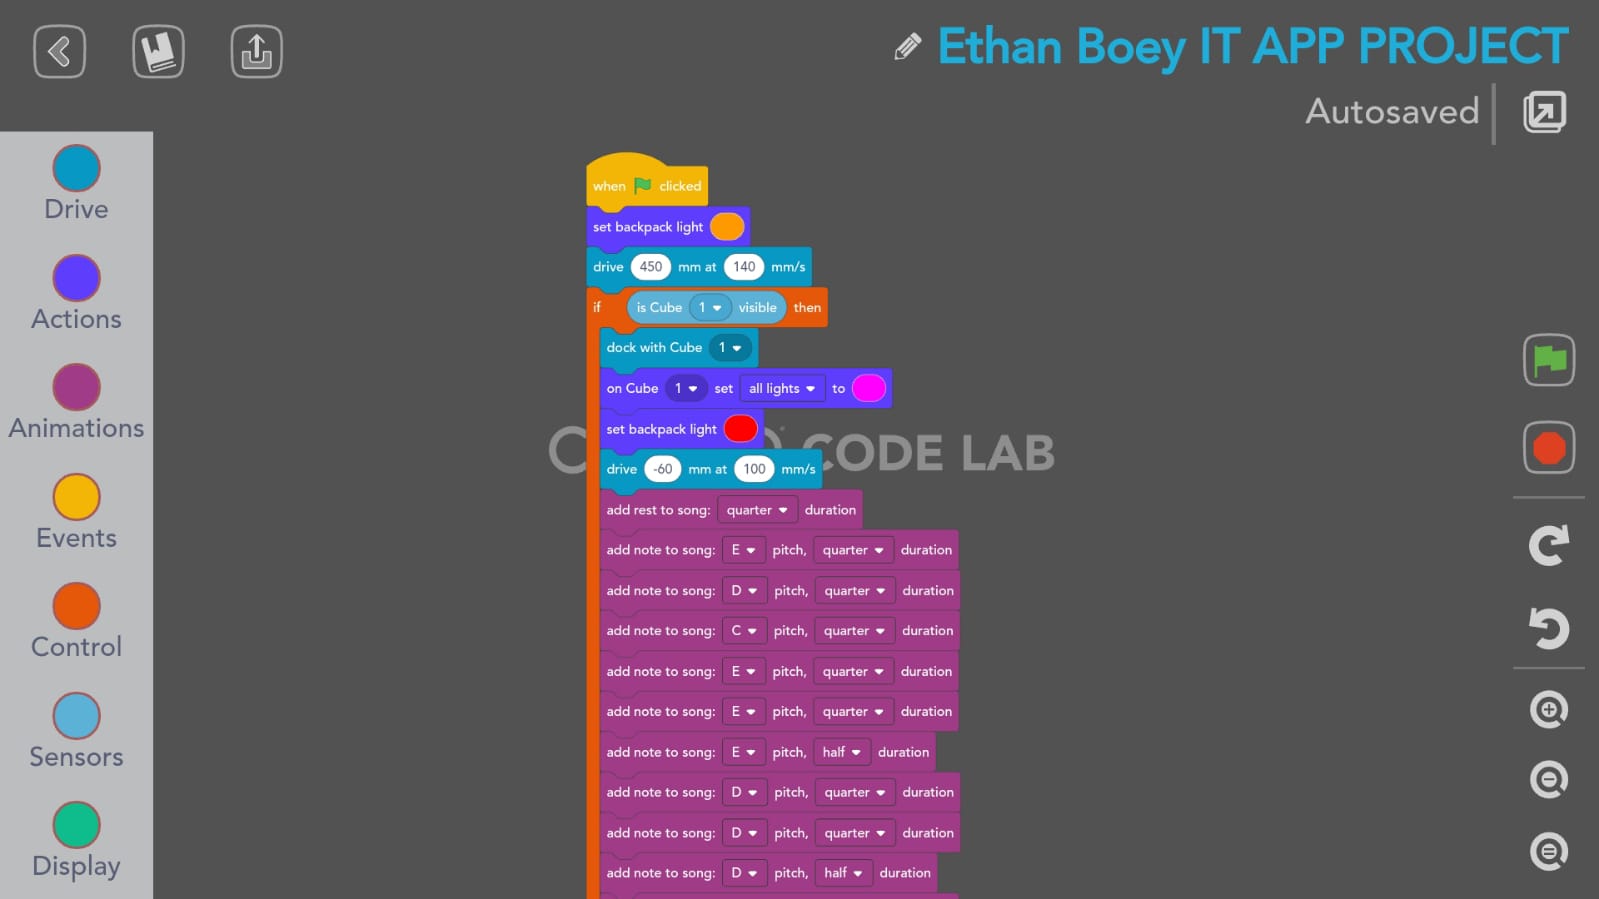 Ethan Boey IT APP PROJECT
Autosaved
Drive
Actions
Animations
Events
Control
Sensors
Display
when clicked
set backpack light
drive 450 mm at 140 mm/s
if is Cube 1 visible then
dock with Cube 1
on Cube 1 set all lights to
set backpack light
CODE LAB
drive -60 mm at 100 mm/s
add rest to song: quarter duration
add note to song: E pitch, quarter duration
add note to song: D pitch, quarter duration
add note to song: C pitch, quarter duration
add note to song: E pitch, quarter duration
add note to song: E pitch, quarter duration
add note to song: E pitch, half duration
add note to song: D pitch, quarter duration
add note to song: D pitch, quarter duration
add note to song: D pitch, half duration